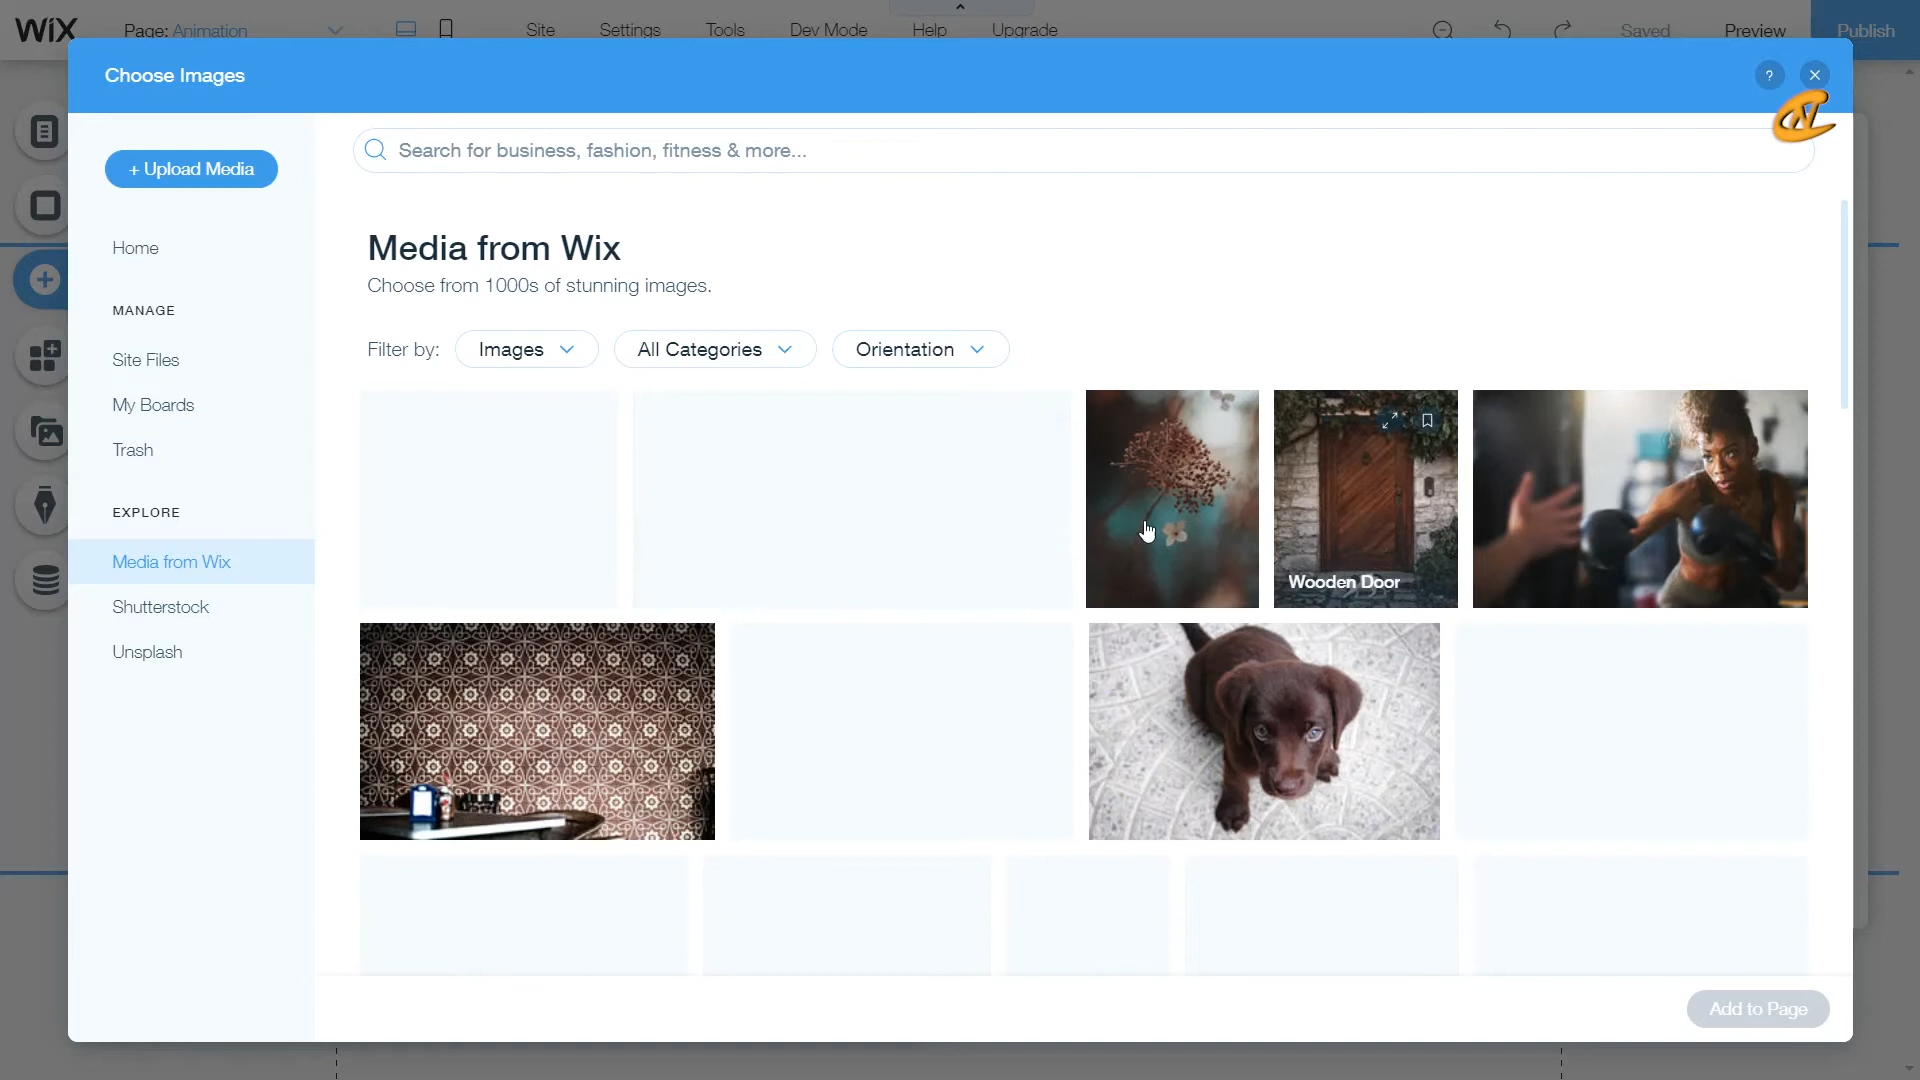 WiX
Page: Animation
Site
Settings
Tools
Dev Mode
Help
Upgrade
Saved
Preview
Publish
Choose Images
?
+ Upload Media
Search for business, fashion, fitness & more...
Home
MANAGE
Site Files
My Boards
Trash
EXPLORE
Media from Wix
Shutterstock
Unsplash
Media from Wix
Choose from 1000s of stunning images.
Filter by:
Images
All Categories
Orientation
Wooden Door
Add to Page